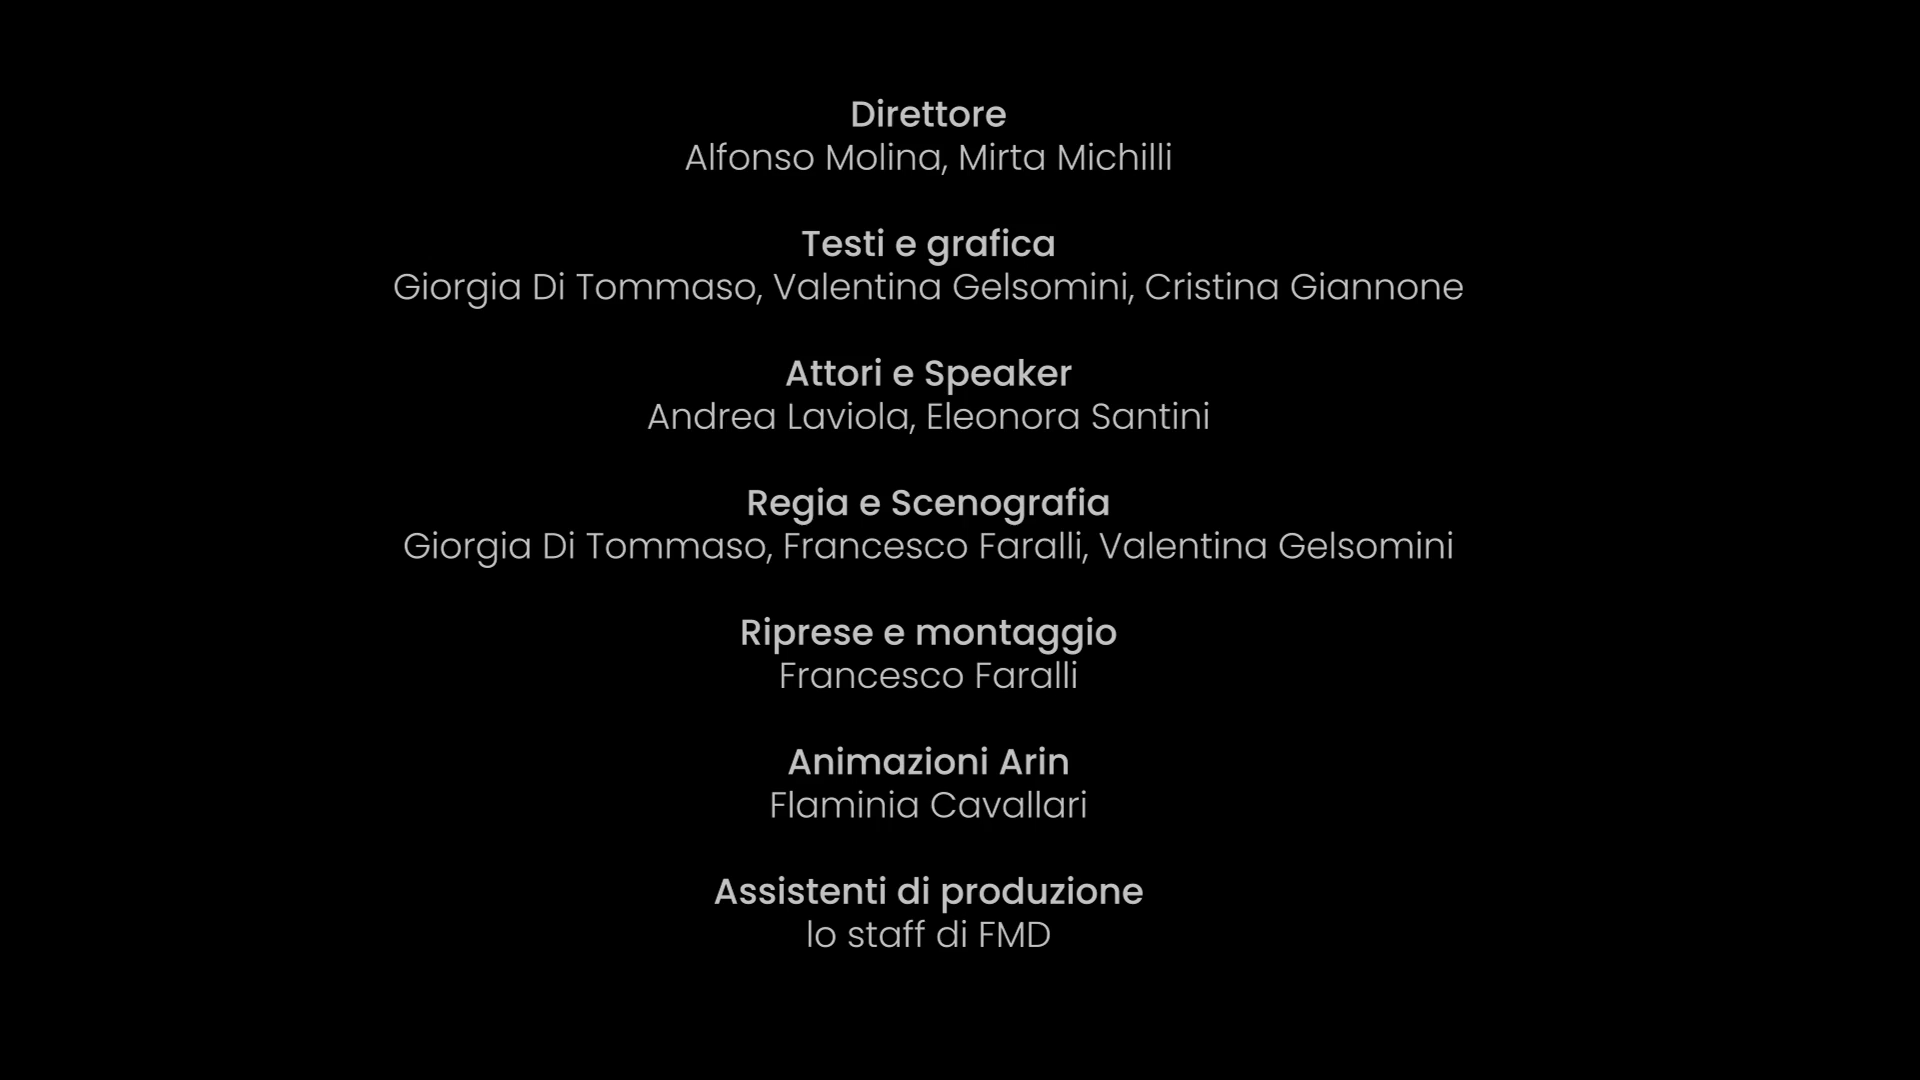 Direttore
Alfonso Molina, Mirta Michilli
Testi e grafica
Giorgia Di Tommaso, Valentina Gelsomini, Cristina Giannone
Attori e Speaker
Andrea Laviola, Eleonora Santini
Regia e Scenografia
Giorgia Di Tommaso, Francesco Faralli, Valentina Gelsomini
Riprese e montaggio
Francesco Faralli
Animazioni Arin
Flaminia Cavallari
Assistenti di produzione
lo staff di FMD